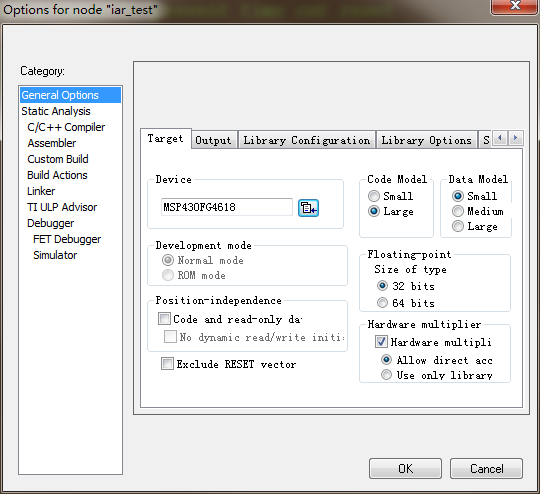 Options for node "iar_test"
Category:
General Options
Static Analysis
C/C++ Compiler
Assembler
Custom Build
Build Actions
Linker
TI ULP Advisor
Debugger
FET Debugger
Simulator
Target Output Library Configuration Library Options S
Device
MSP430FG4618
Code Model
Small
Large
Data Model
Small
Medium
Large
Development mode
Normal mode
ROM mode
Floating-point
Size of type
32 bits
64 bits
Position-independence
Code and read-only da
No dynamic read/write initi
Exclude RESET vector
Hardware multiplier
Hardware multipli
Allow direct acc
Use only library
OK Cancel